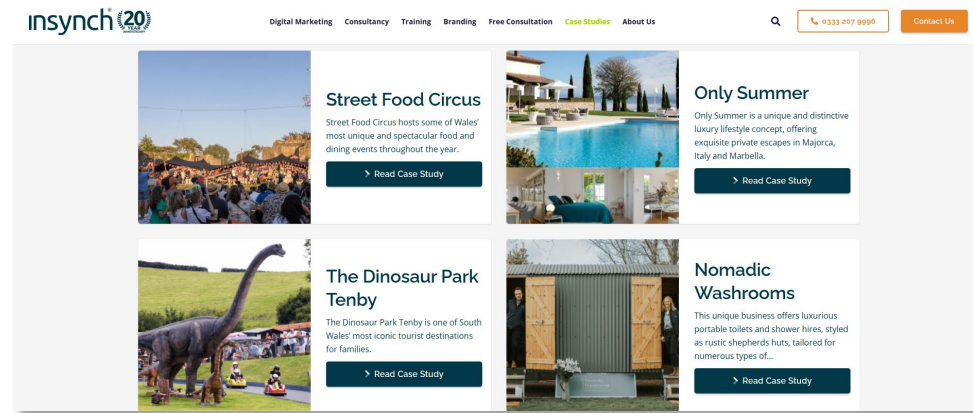 insynch® 20 YEAR ANNIVERSARY
Digital Marketing Consultancy Training Branding Free Consultation Case Studies About Us
0333 207 9996
Contact Us
Street Food Circus
Street Food Circus hosts some of Wales'
most unique and spectacular food and
dining events throughout the year.
Read Case Study
Only Summer
Only Summer is a unique and distinctive
luxury lifestyle concept, offering
exquisite private escapes in Majorca,
Italy and Marbella.
Read Case Study
The Dinosaur Park
Tenby
The Dinosaur Park Tenby is one of South
Wales' most iconic tourist destinations
for families.
Read Case Study
Nomadic
Washrooms
This unique business offers luxurious
portable toilets and shower hires, styled
as rustic shepherds huts, tailored for
numerous types of...
Read Case Study